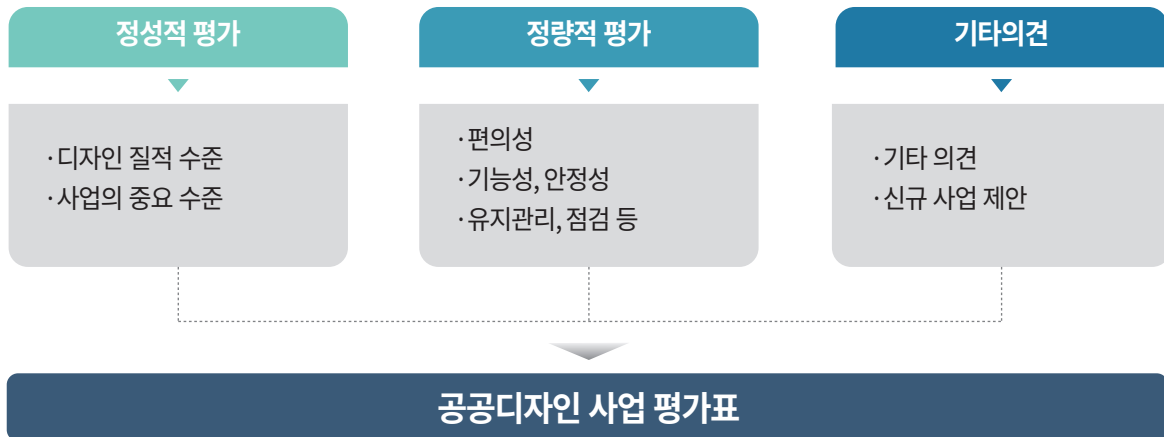 정성적 평가
·디자인 질적 수준
·사업의 중요 수준
정량적 평가
·편의성
·기능성, 안정성
·유지관리, 점검 등
기타의견
·기타 의견
·신규 사업 제안
공공디자인 사업 평가표